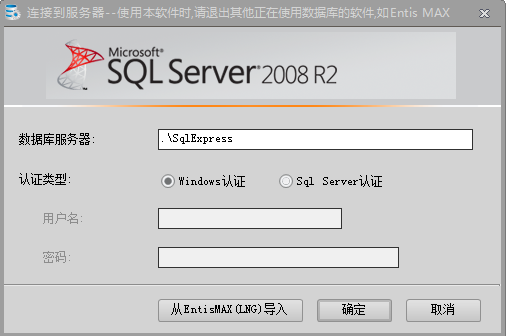 连接到服务器--使用本软件时,请退出其他正在使用数据库的软件,如Entis MAX
Microsoft®
SQL Server® 2008 R2
数据库服务器:
.\SqlExpress
认证类型:
Windows认证
Sql Server认证
用户名:
密码:
从EntisMAX(LNG)导入
确定
取消